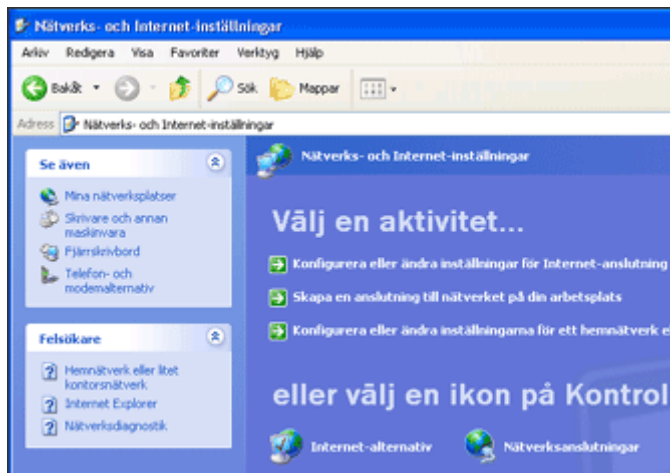 Nätverks- och Internet-inställningar
Arkiv Redigera Visa Favoriter Verktyg Hjälp
Bakåt Sök Mappar
Adress Nätverks- och Internet-inställningar
Se även
Mina nätverksplatser
Skrivare och annan
maskinvara
Fjärrskrivbord
Telefon- och
modemalternativ
Felsökare
Hemnätverk eller litet
kontorsnätverk
Internet Explorer
Nätverksdiagnostik
Nätverks- och Internet-inställningar
Välj en aktivitet...
Konfigurera eller ändra inställningar för Internet-anslutning
Skapa en anslutning till nätverket på din arbetsplats
Konfigurera eller ändra inställningarna för ett hemnätverk el
eller välj en ikon på Kontrol
Internet-alternativ Nätverksanslutningar